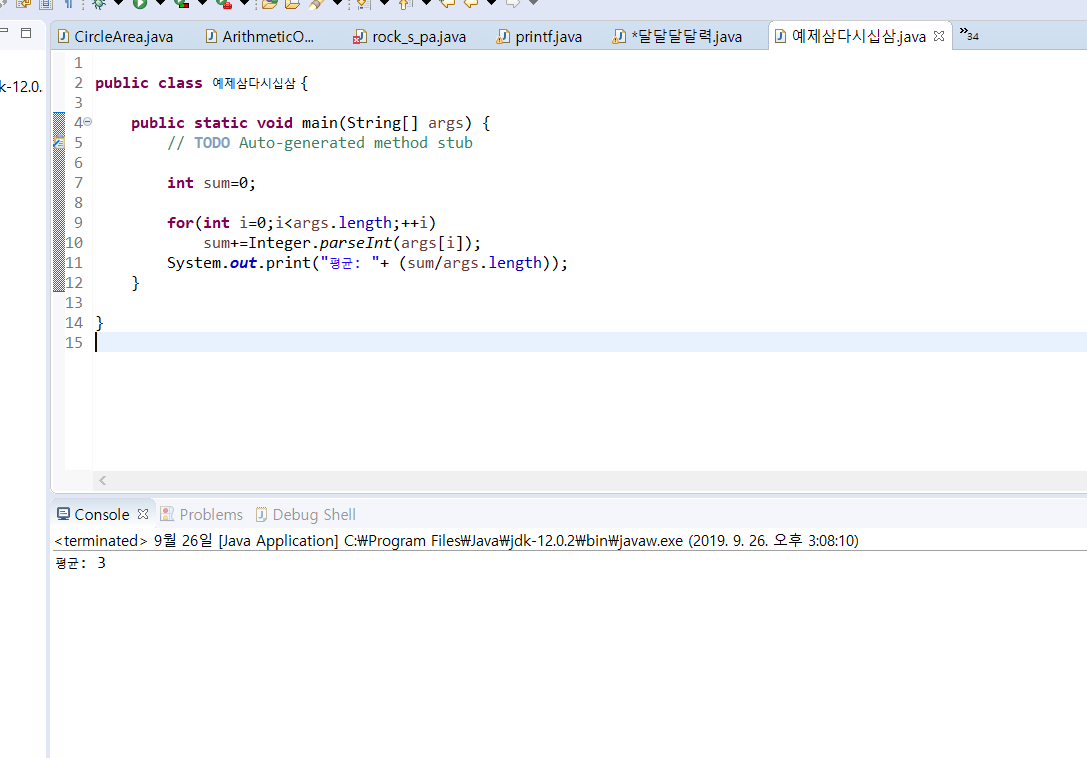 CircleArea.java ArithmeticO... rock_s_pa.java printf.java *달달달달력.java 예제삼다시십삼.java »34
k-12.0.
1
2 public class 예제삼다시십삼 {
3
4 public static void main(String[] args) {
5 // TODO Auto-generated method stub
6
7 int sum=0;
8
9 for(int i=0;i<args.length;++i)
10 sum+=Integer.parseInt(args[i]);
11 System.out.print("평균: "+ (sum/args.length));
12 }
13
14 }
15
Console Problems Debug Shell
<terminated> 9월 26일 [Java Application] C:₩Program Files₩Java₩jdk-12.0.2₩bin₩javaw.exe (2019. 9. 26. 오후 3:08:10)
평균: 3